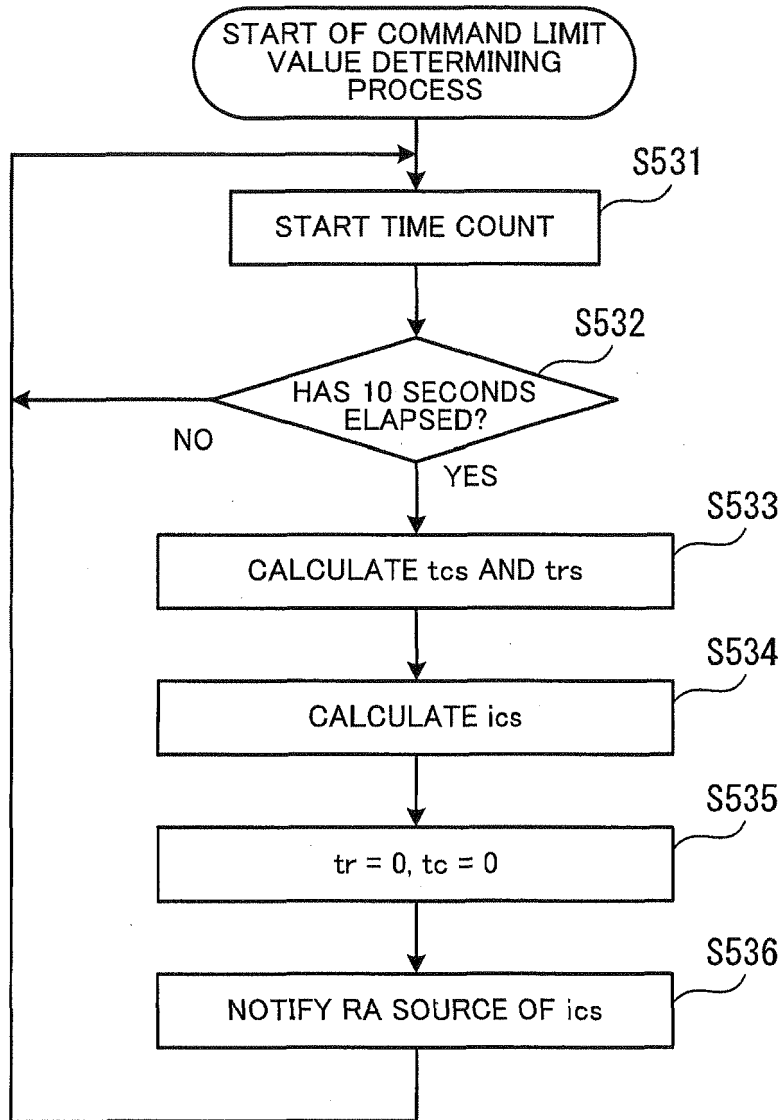 START OF COMMAND LIMIT
VALUE DETERMINING
PROCESS
S531
START TIME COUNT
S532
HAS 10 SECONDS
ELAPSED?
NO
YES
S533
CALCULATE tcs AND trs
S534
CALCULATE ics
S535
tr = 0, tc = 0
S536
NOTIFY RA SOURCE OF ics